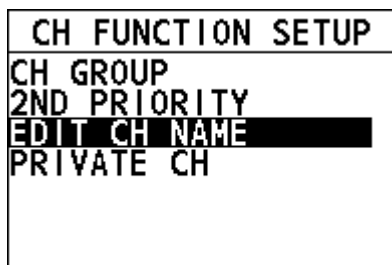 CH FUNCTION SETUP
CH GROUP
2ND PRIORITY
EDIT CH NAME
PRIVATE CH